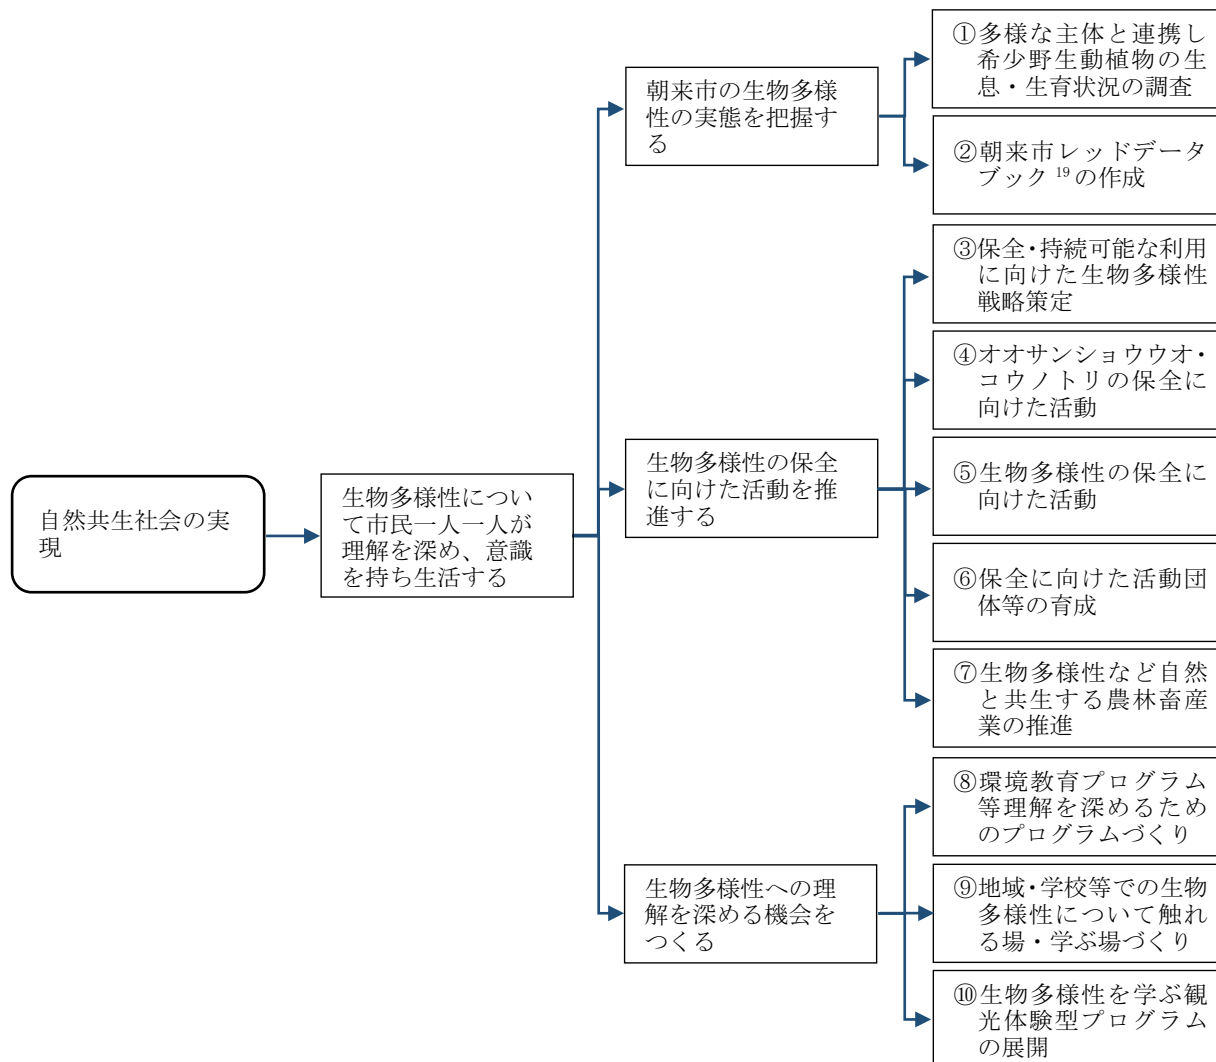 自然共生社会の実
現
生物多様性につい
て市民一人一人が
理解を深め、意識
を持ち生活する
朝来市の生物多様
性の実態を把握す
る
①多様な主体と連携し
希少野生動植物の生
息・生育状況の調査
②朝来市レッドデータ
ブック19の作成
生物多様性の保全
に向けた活動を推
進する
③保全・持続可能な利用
に向けた生物多様性
戦略策定
④オオサンショウウオ・
コウノトリの保全に
向けた活動
⑤生物多様性の保全に
向けた活動
⑥保全に向けた活動団
体等の育成
⑦生物多様性など自然
と共生する農林畜産
業の推進
生物多様性への理
解を深める機会を
つくる
⑧環境教育プログラム
等理解を深めるため
のプログラムづくり
⑨地域・学校等での生物
多様性について触れ
る場・学ぶ場づくり
⑩生物多様性を学ぶ観
光体験型プログラム
の展開